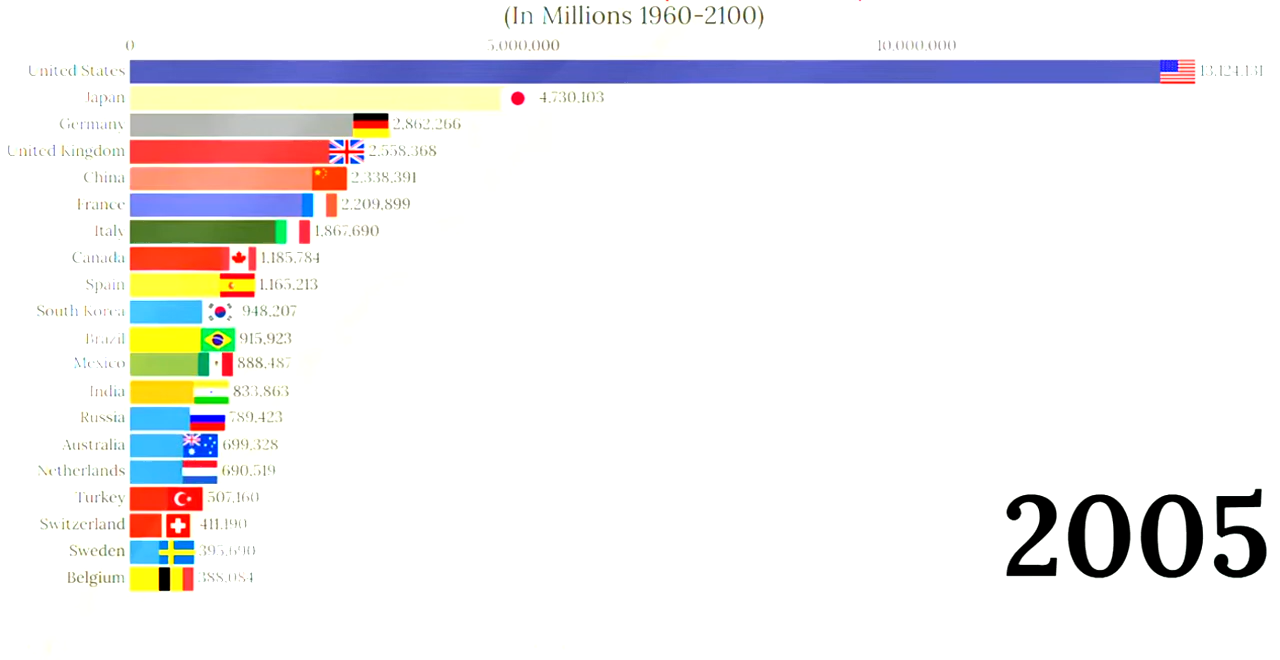 (In Millions 1960-2100)
0 5,000,000 10,000,000
United States 13,124,131
Japan 4,730,103
Germany 2,862,266
United Kingdom 2,558,368
China 2,338,391
France 2,209,899
Italy 1,867,690
Canada 1,185,784
Spain 1,165,213
South Korea 948,207
Brazil 915,923
Mexico 888,487
India 833,863
Russia 789,423
Australia 699,328
Netherlands 690,519
Turkey 507,160
Switzerland 411,190
Sweden 395,690
Belgium 388,084
2005